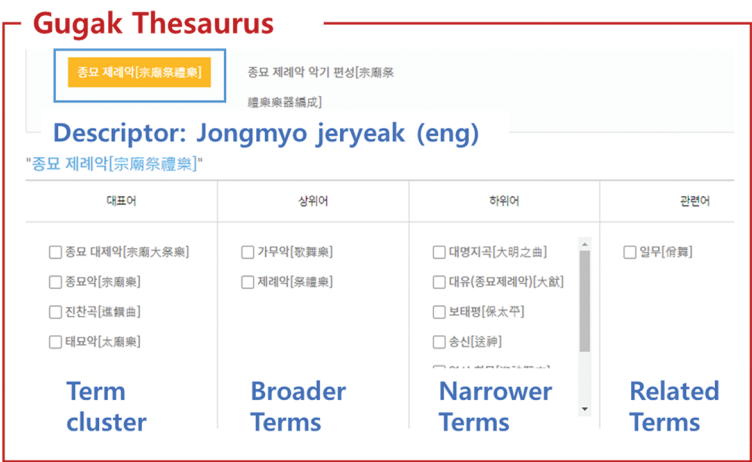 Gugak Thesaurus
종묘 제례악[宗廟祭禮樂]
종묘 제례악 악기 편성[宗廟祭
禮樂樂器編成]
Descriptor: Jongmyo jeryeak (eng)
"종묘 제례악[宗廟祭禮樂]"
대표어 상위어 하위어 관련어
종묘 대제악[宗廟大祭樂] 가무악[歌舞樂] 대명지곡[大明之曲] 일무[佾舞]
종묘악[宗廟樂] 제례악[祭禮樂] 대유(종묘제례악)[大猷]
진찬곡[進饌曲] 보태평[保太平]
태묘악[太廟樂] 송신[送神]
Term cluster
Broader Terms
Narrower Terms
Related Terms